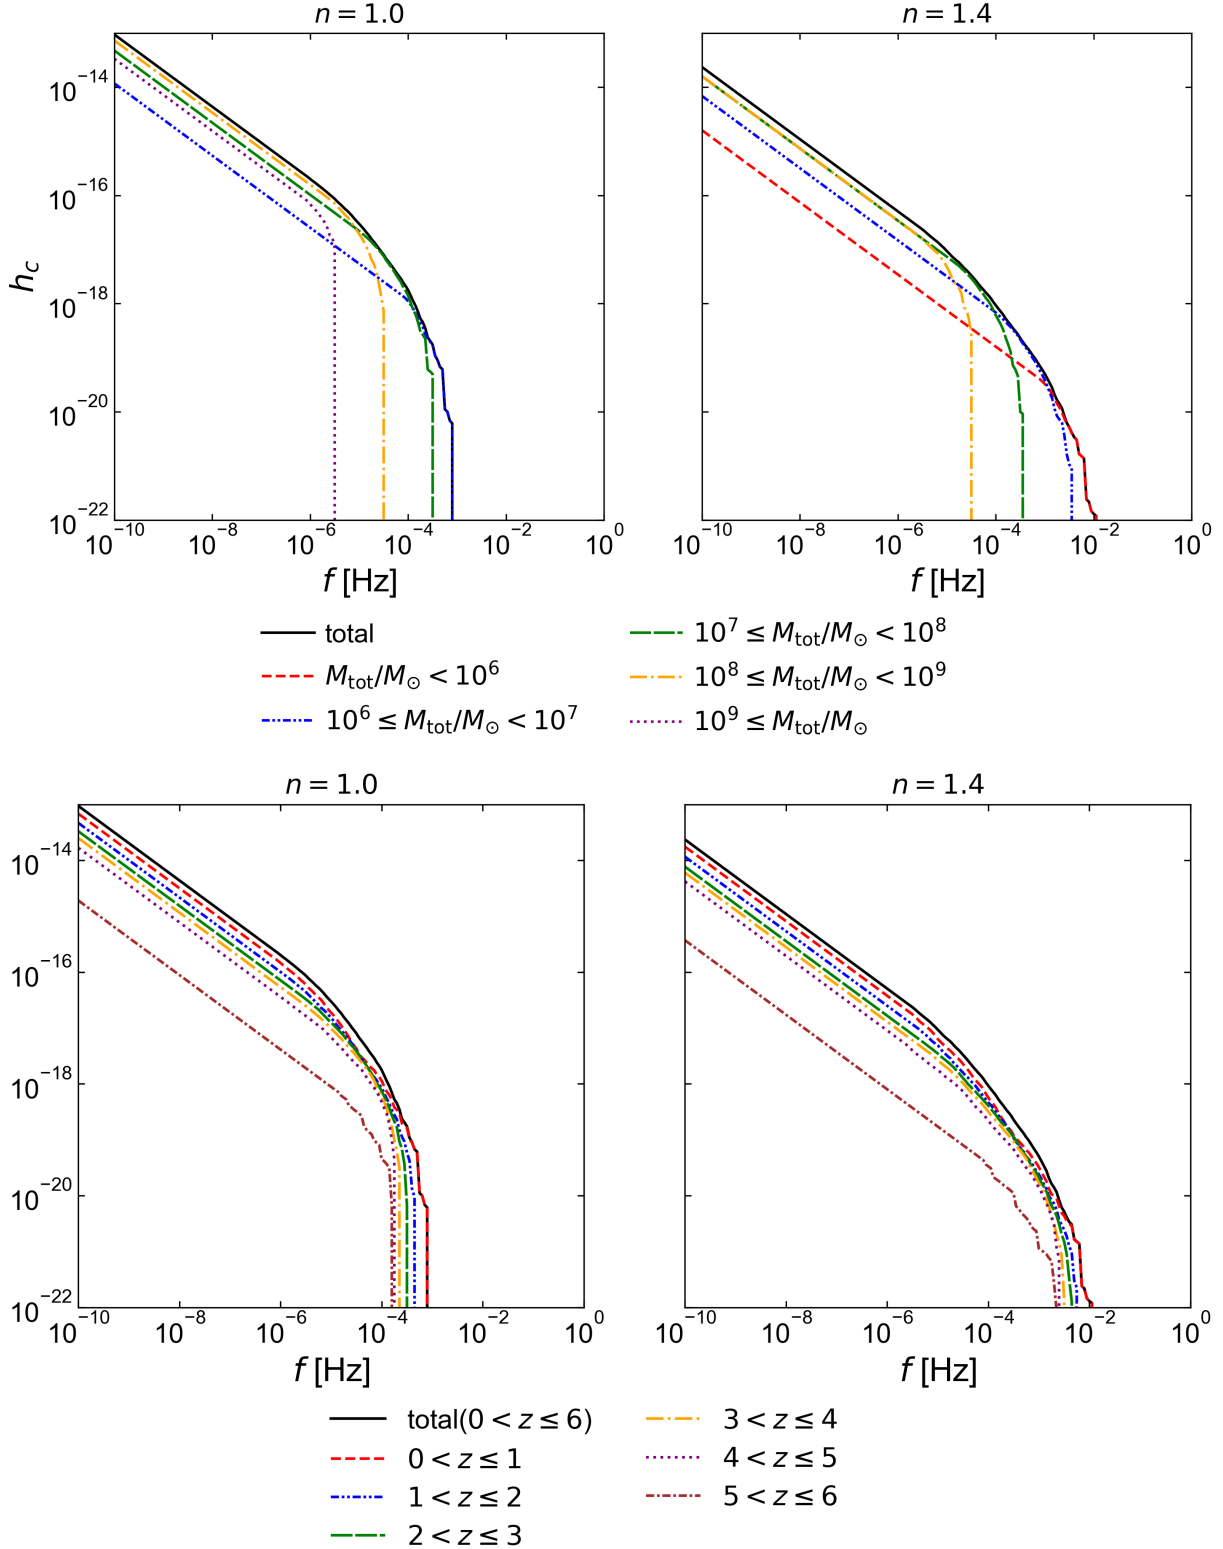 n = 1.0
n = 1.4
h_c
10^−14
10^−16
10^−18
10^−20
10^−22
10^−10 10^−8 10^−6 10^−4 10^−2 10^0
10^−10 10^−8 10^−6 10^−4 10^−2 10^0
f [Hz]
f [Hz]
total
M_tot/M_⊙ < 10^6
10^6 ≤ M_tot/M_⊙ < 10^7
10^7 ≤ M_tot/M_⊙ < 10^8
10^8 ≤ M_tot/M_⊙ < 10^9
10^9 ≤ M_tot/M_⊙
n = 1.0
n = 1.4
10^−14
10^−16
10^−18
10^−20
10^−22
10^−10 10^−8 10^−6 10^−4 10^−2 10^0
10^−10 10^−8 10^−6 10^−4 10^−2 10^0
f [Hz]
f [Hz]
total(0 < z ≤ 6)
0 < z ≤ 1
1 < z ≤ 2
2 < z ≤ 3
3 < z ≤ 4
4 < z ≤ 5
5 < z ≤ 6